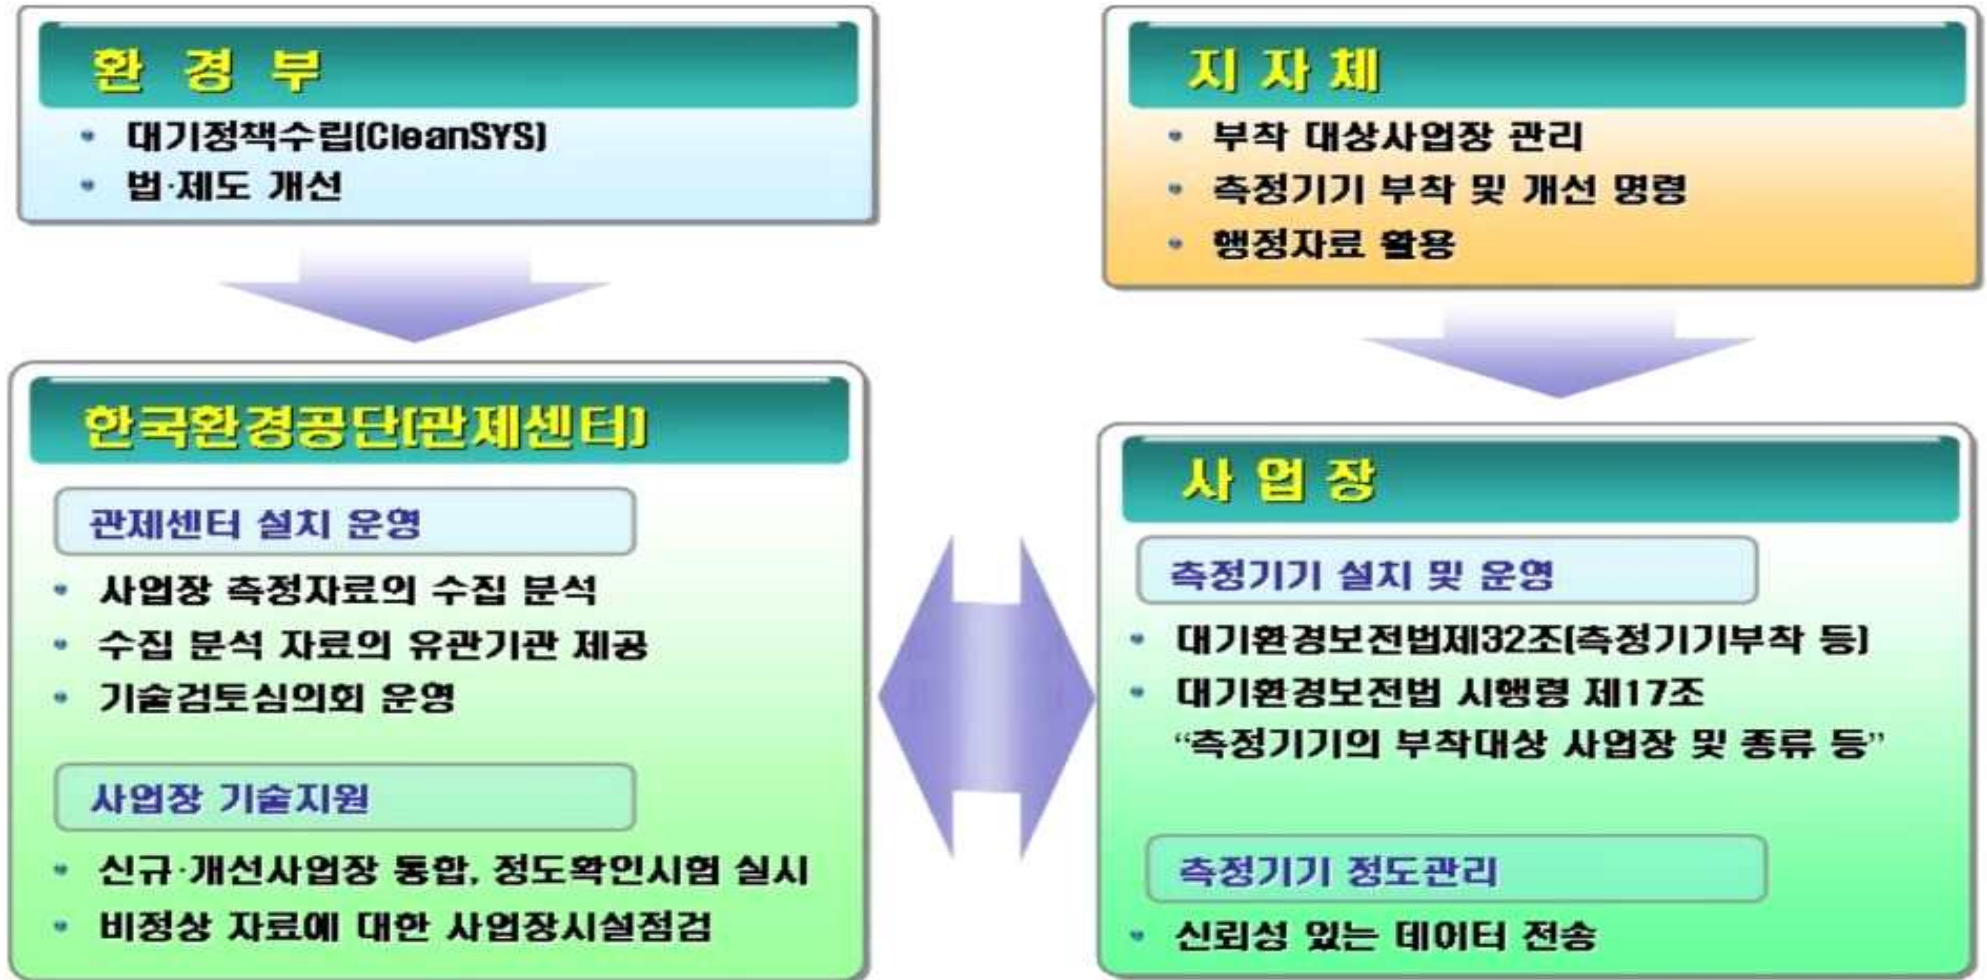 환 경 부
• 대기정책수립(CleanSYS)
• 법·제도 개선
지 자 체
• 부착 대상사업장 관리
• 측정기기 부착 및 개선 명령
• 행정자료 활용
한국환경공단(관제센터)
관제센터 설치 운영
• 사업장 측정자료의 수집 분석
• 수집 분석 자료의 유관기관 제공
• 기술검토심의회 운영
사업장 기술지원
• 신규·개선사업장 통합, 정도확인시험 실시
• 비정상 자료에 대한 사업장시설점검
사 업 장
측정기기 설치 및 운영
• 대기환경보전법제32조(측정기기부착 등)
• 대기환경보전법 시행령 제17조
“측정기기의 부착대상 사업장 및 종류 등”
측정기기 정도관리
• 신뢰성 있는 데이터 전송